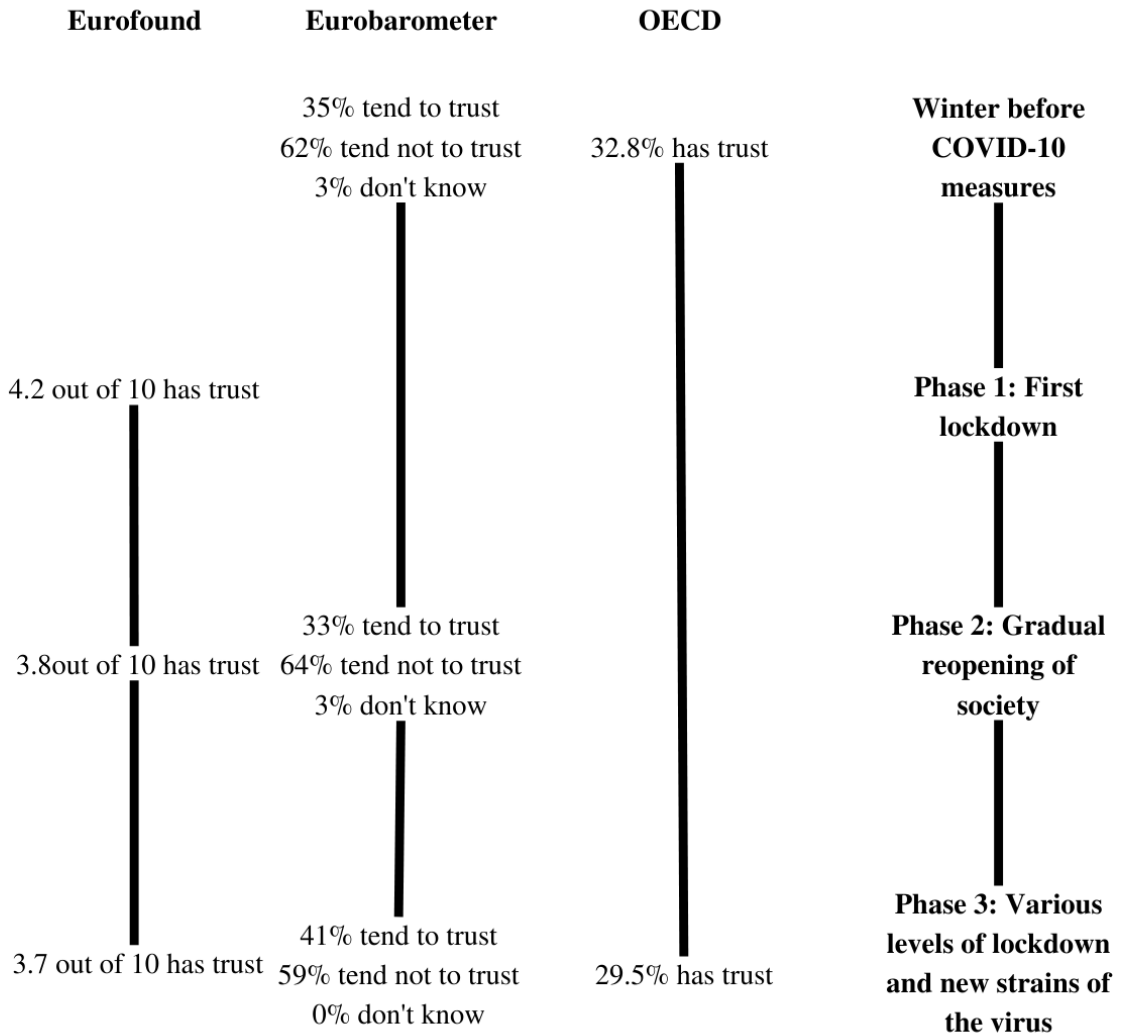 Eurofound Eurobarometer OECD
35% tend to trust
62% tend not to trust
3% don't know
32.8% has trust
Winter before
COVID-10
measures
4.2 out of 10 has trust
Phase 1: First
lockdown
3.8out of 10 has trust
33% tend to trust
64% tend not to trust
3% don't know
Phase 2: Gradual
reopening of
society
3.7 out of 10 has trust
41% tend to trust
59% tend not to trust
0% don't know
29.5% has trust
Phase 3: Various
levels of lockdown
and new strains of
the virus